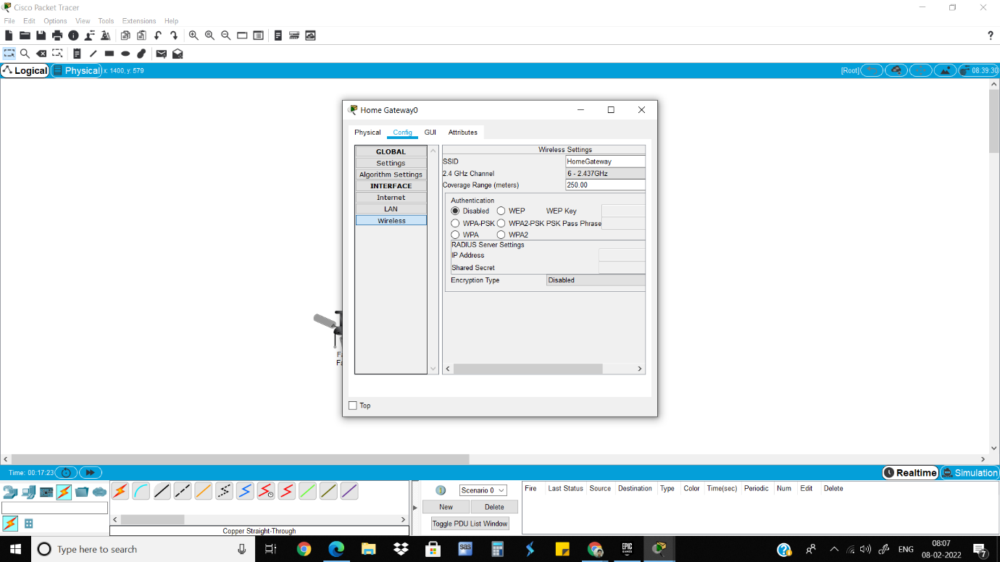 Cisco Packet Tracer
File Edit Options View Tools Extensions Help
?
Logical Physical x: 1400, y: 579 [Root] 08:39:30
Home Gateway0
Physical Config GUI Attributes
GLOBAL
Settings
Algorithm Settings
INTERFACE
Internet
LAN
Wireless
Wireless Settings
SSID HomeGateway
2.4 GHz Channel 6 - 2.437GHz
Coverage Range (meters) 250.00
Authentication
Disabled WEP WEP Key
WPA-PSK WPA2-PSK PSK Pass Phrase
WPA WPA2
RADIUS Server Settings
IP Address
Shared Secret
Encryption Type Disabled
Top
Fa
Fa
Time: 00:17:23 Realtime Simulation
Copper Straight-Through
Scenario 0
New Delete
Toggle PDU List Window
Fire Last Status Source Destination Type Color Time(sec) Periodic Num Edit Delete
Type here to search
sas
EPIC GAMES
ENG
08:07
08-02-2022
7